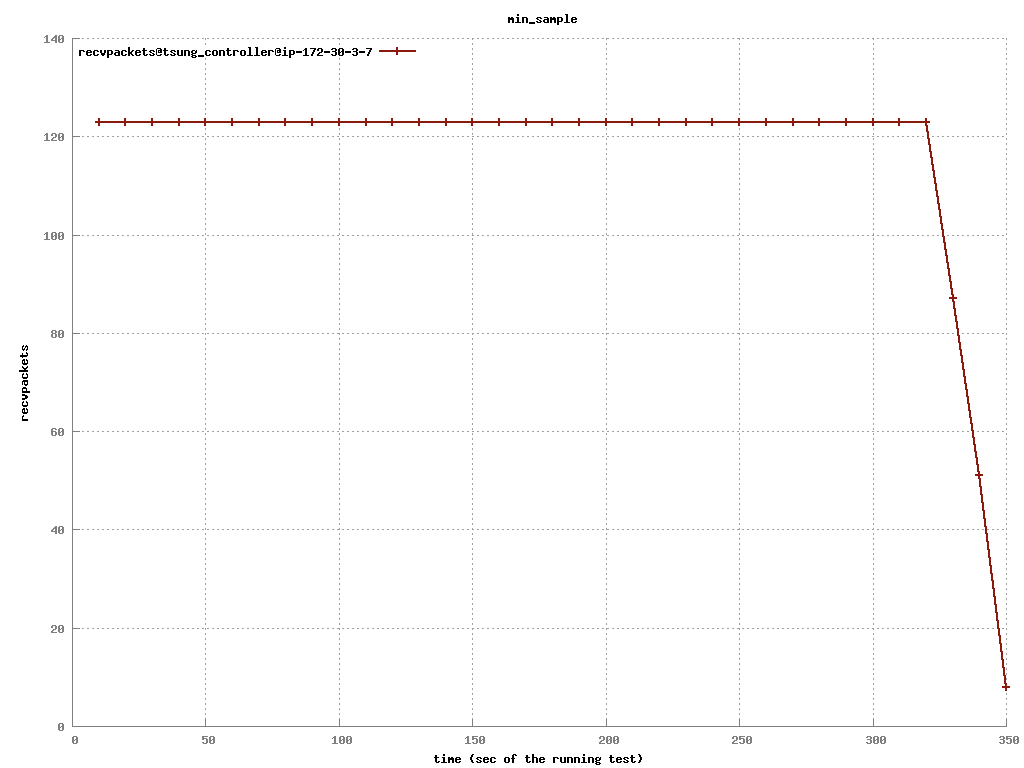 min_sample
140
recvpackets@tsung_controller@ip-172-30-3-7
120
100
80
recvpackets
60
40
20
0
0 50 100 150 200 250 300 350
time (sec of the running test)